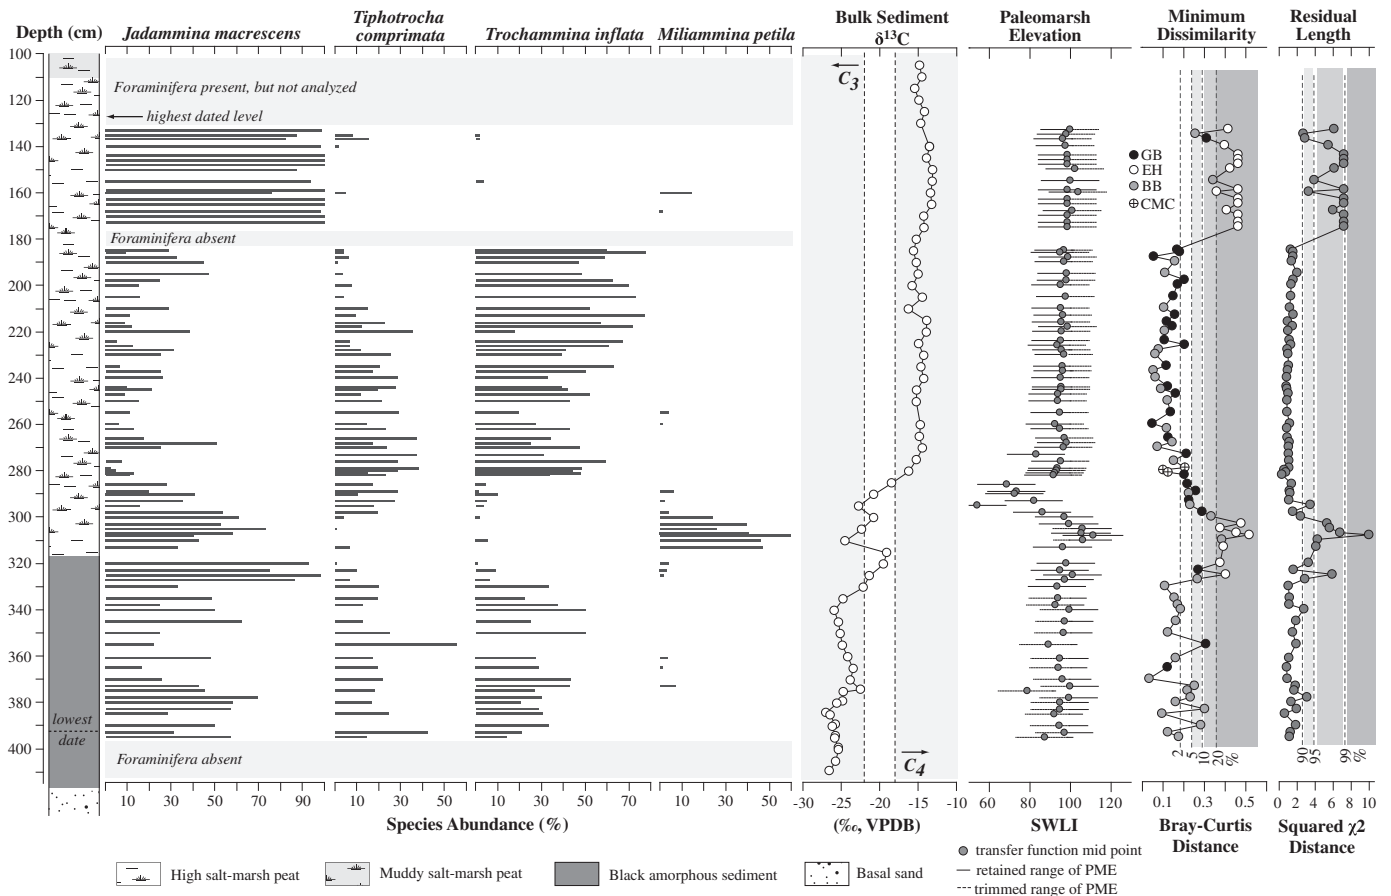 Depth (cm)
Jadammina macrescens
Tiphotrocha
comprimata
Trochammina inflata
Miliammina petila
Bulk Sediment
δ13C
Paleomarsh
Elevation
Minimum
Dissimilarity
Residual
Length
100
120
140
160
180
200
220
240
260
280
300
320
340
360
380
400
Foraminifera present, but not analyzed
highest dated level
Foraminifera absent
lowest
date
Foraminifera absent
C3
C4
GB
EH
BB
CMC
2
5
10
20
%
90
95
99
%
10 30 50 70 90
10 30 50
10 30 50 70
10 30 50
-30 -25 -20 -15 -10
60 80 100 120
0.1 0.3 0.5
0 2 4 6 8 10
Species Abundance (%)
(‰, VPDB)
SWLI
Bray-Curtis
Distance
Squared χ2
Distance
High salt-marsh peat
Muddy salt-marsh peat
Black amorphous sediment
Basal sand
transfer function mid point
retained range of PME
trimmed range of PME